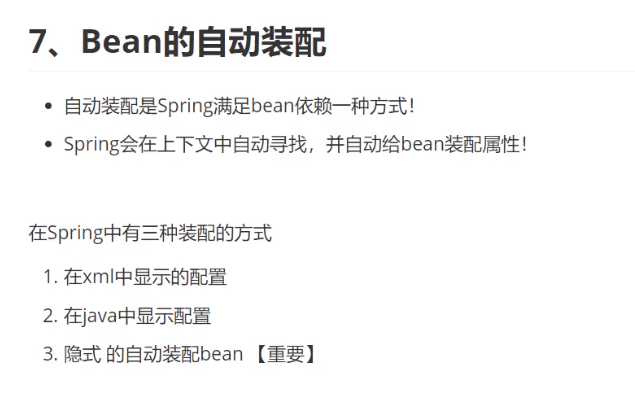 7、Bean的自动装配
自动装配是Spring满足bean依赖一种方式！
Spring会在上下文中自动寻找，并自动给bean装配属性！
在Spring中有三种装配的方式
1. 在xml中显示的配置
2. 在java中显示配置
3. 隐式 的自动装配bean 【重要】